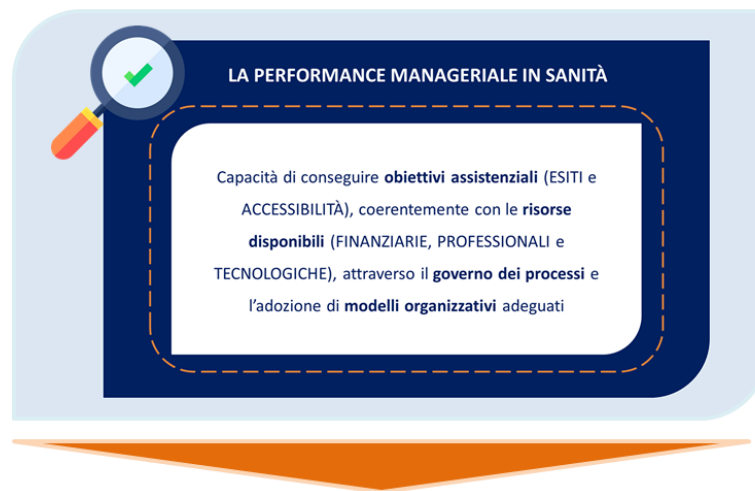 LA PERFORMANCE MANAGERIALE IN SANITÀ
Capacità di conseguire obiettivi assistenziali (ESITI e
ACCESSIBILITÀ), coerentemente con le risorse
disponibili (FINANZIARIE, PROFESSIONALI e
TECNOLOGICHE), attraverso il governo dei processi e
l'adozione di modelli organizzativi adeguati